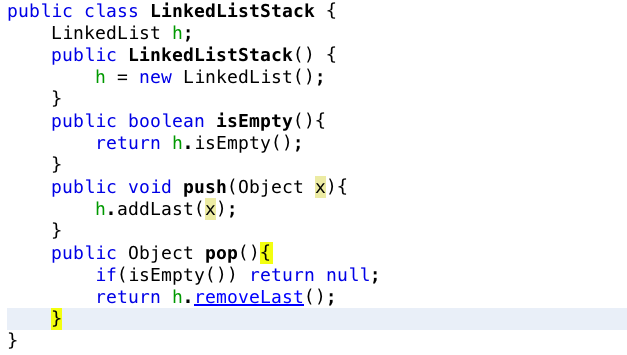 public class LinkedListStack {
    LinkedList h;
    public LinkedListStack() {
        h = new LinkedList();
    }
    public boolean isEmpty(){
        return h.isEmpty();
    }
    public void push(Object x){
        h.addLast(x);
    }
    public Object pop(){
        if(isEmpty()) return null;
        return h.removeLast();
    }
}